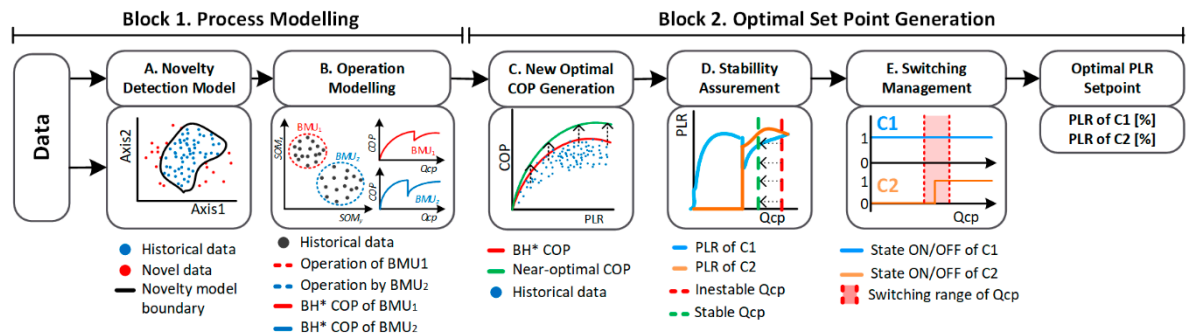 Block 1. Process Modelling
Block 2. Optimal Set Point Generation
Data
A. Novelty
Detection Model
Axis2
Axis1
Historical data
Novel data
Novelty model
boundary
B. Operation
Modelling
SOMy
BMU1
BMU2
SOMx
COP
BMU1
Qcp
COP
BMU2
Qcp
Historical data
Operation of BMU1
Operation by BMU2
BH* COP of BMU1
BH* COP of BMU2
C. New Optimal
COP Generation
COP
PLR
BH* COP
Near-optimal COP
Historical data
D. Stabillity
Assurement
PLR
Qcp
PLR of C1
PLR of C2
Inestable Qcp
Stable Qcp
E. Switching
Management
C1
1
0
C2
1
0
Qcp
State ON/OFF of C1
State ON/OFF of C2
Switching range of Qcp
Optimal PLR
Setpoint
PLR of C1 [%]
PLR of C2 [%]